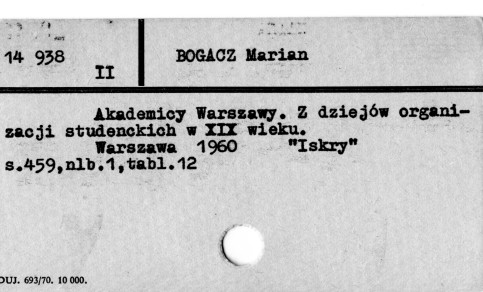 14 938
II
BOGACZ Marian
Akademicy Warszawy. Z dziejów organi-
zacji studenckich w XIX wieku.
Warszawa 1960 "Iskry"
s.459,nlb.1,tabl.12
DUJ. 693/70. 10 000.